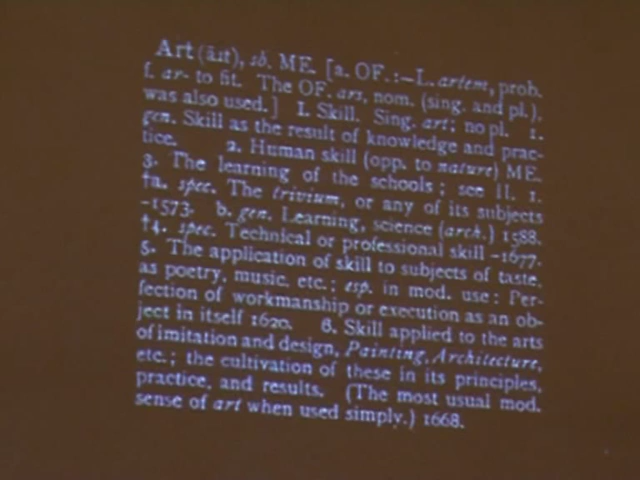 Art (āɹt), sb. ME. [a. OF.:—L. artem, prob.
f. ar- to fit. The OF. ars, nom. (sing. and pl.),
was also used.] I. Skill. Sing. art; no pl. 1.
gen. Skill as the result of knowledge and prac-
tice. 2. Human skill (opp. to nature) ME.
3. The learning of the schools; see II. 1.
†a. spec. The trivium, or any of its subjects
-1573. b. gen. Learning, science (arch.) 1588.
†4. spec. Technical or professional skill -1677.
5. The application of skill to subjects of taste,
as poetry, music, etc.; esp. in mod. use: Per-
fection of workmanship or execution as an ob-
ject in itself 1620. 6. Skill applied to the arts
of imitation and design, Painting, Architecture,
etc.; the cultivation of these in its principles,
practice, and results. (The most usual mod.
sense of art when used simply.) 1668.